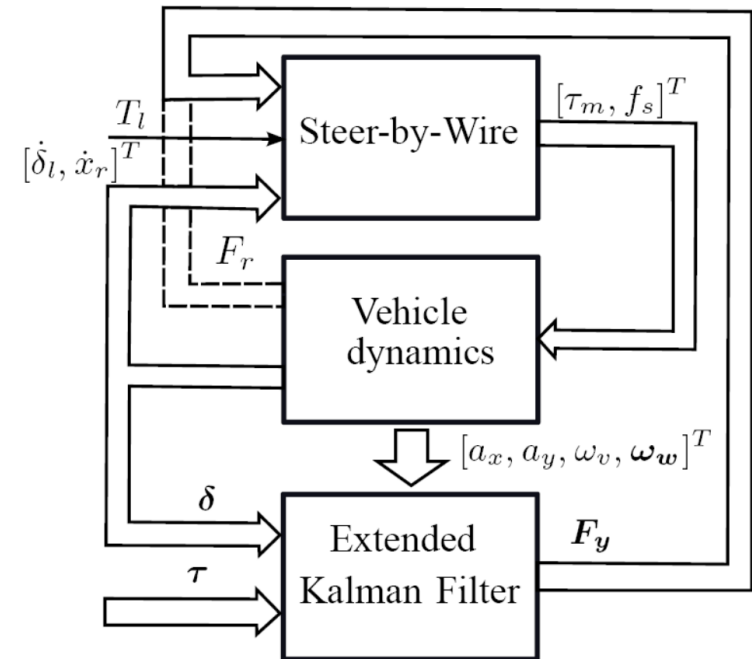 [τ_m, f_s]^T
T_l
Steer-by-Wire
[δ̇_l, ẋ_r]^T
F_r
Vehicle
dynamics
[a_x, a_y, ω_v, ω_w]^T
δ
Extended
F_y
τ
Kalman Filter